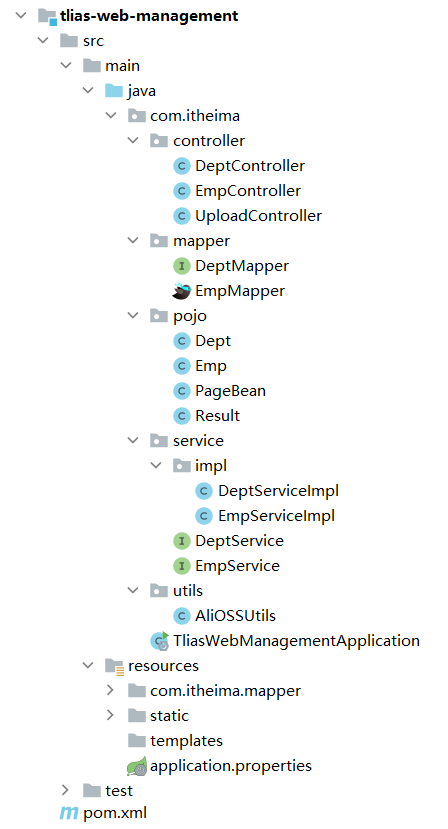 tlias-web-management
src
main
java
com.itheima
controller
DeptController
EmpController
UploadController
mapper
DeptMapper
EmpMapper
pojo
Dept
Emp
PageBean
Result
service
impl
DeptServiceImpl
EmpServiceImpl
DeptService
EmpService
utils
AliOSSUtils
TliasWebManagementApplication
resources
com.itheima.mapper
static
templates
application.properties
test
pom.xml